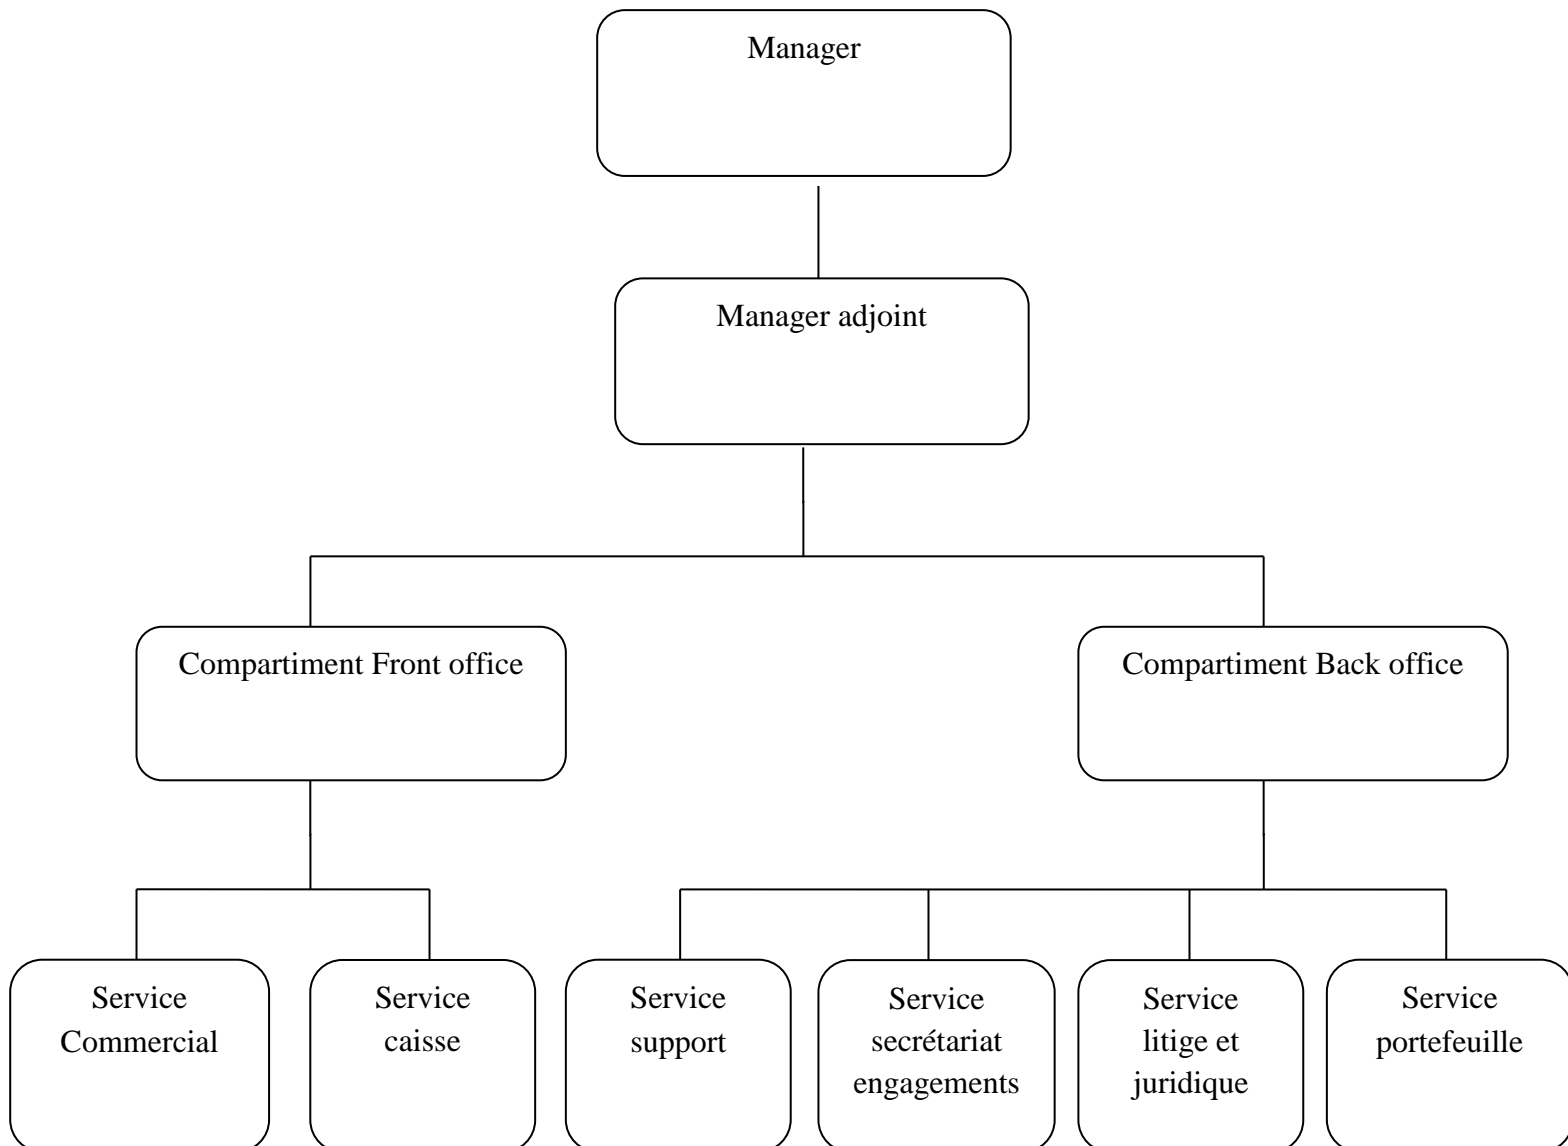 Manager
Manager adjoint
Compartiment Front office
Compartiment Back office
Service
Commercial
Service
caisse
Service
support
Service
secrétariat
engagements
Service
litige et
juridique
Service
portefeuille